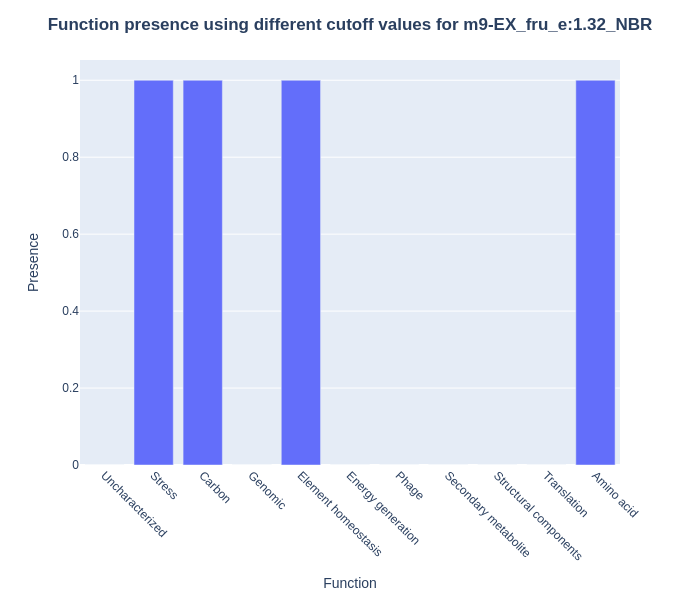 Function presence using different cutoff values for m9-EX_fru_e:1.32_NBR
1
0.8
0.6
0.4
0.2
0
Presence
Uncharacterized
Stress
Carbon
Genomic
Element homeostasis
Energy generation
Phage
Secondary metabolite
Structural components
Translation
Amino acid
Function